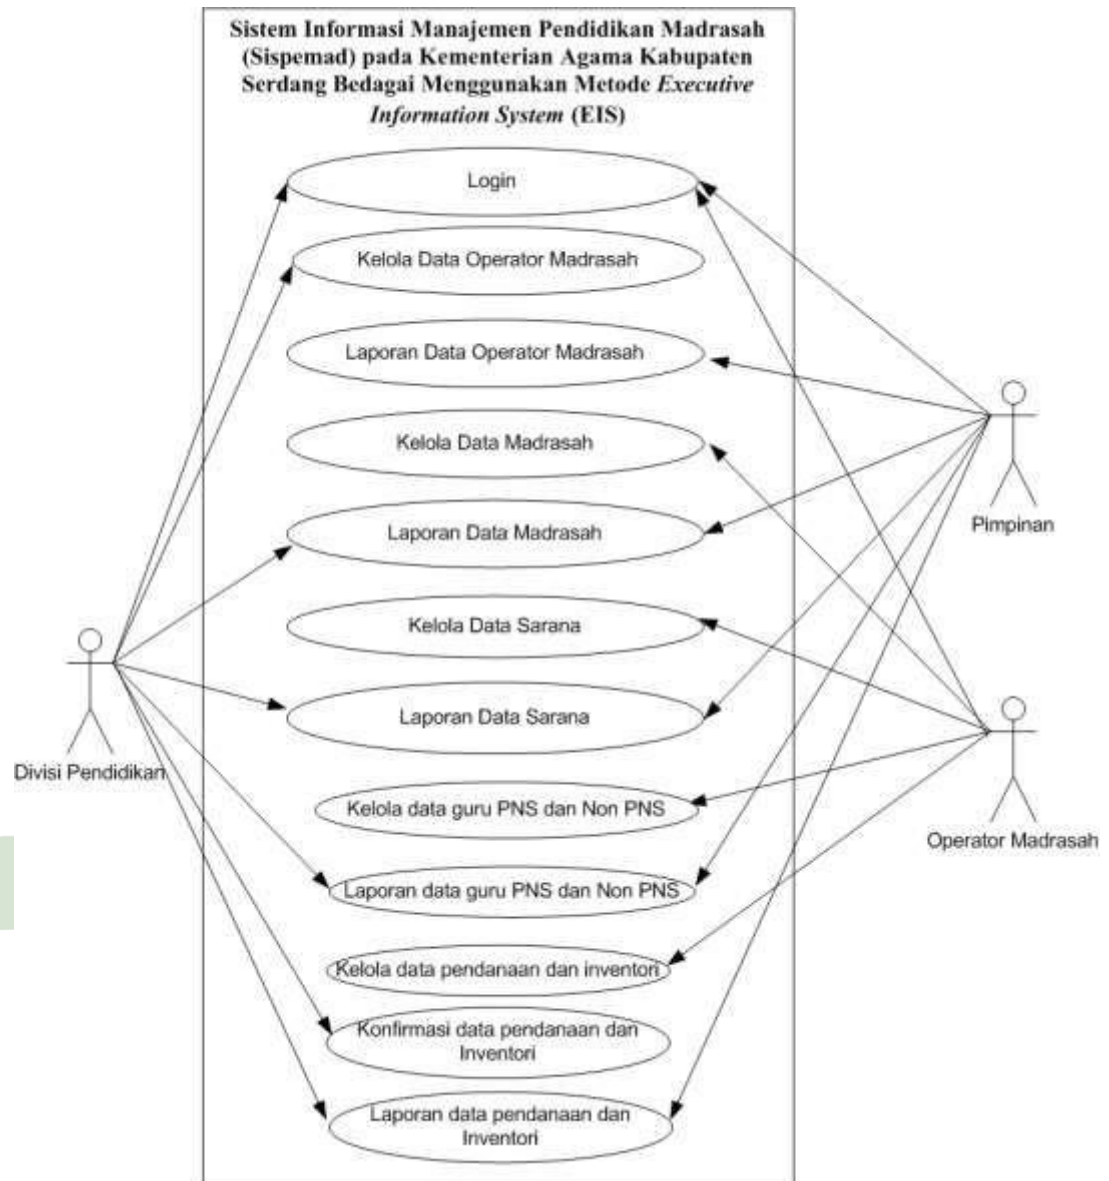 Sistem Informasi Manajemen Pendidikan Madrasah
(Sispemad) pada Kementerian Agama Kabupaten
Serdang Bedagai Menggunakan Metode Executive
Information System (EIS)
Login
Kelola Data Operator Madrasah
Laporan Data Operator Madrasah
Kelola Data Madrasah
Laporan Data Madrasah
Kelola Data Sarana
Laporan Data Sarana
Kelola data guru PNS dan Non PNS
Laporan data guru PNS dan Non PNS
Kelola data pendanaan dan inventori
Konfirmasi data pendanaan dan
Inventori
Laporan data pendanaan dan
Inventori
Divisi Pendidikan
Pimpinan
Operator Madrasah